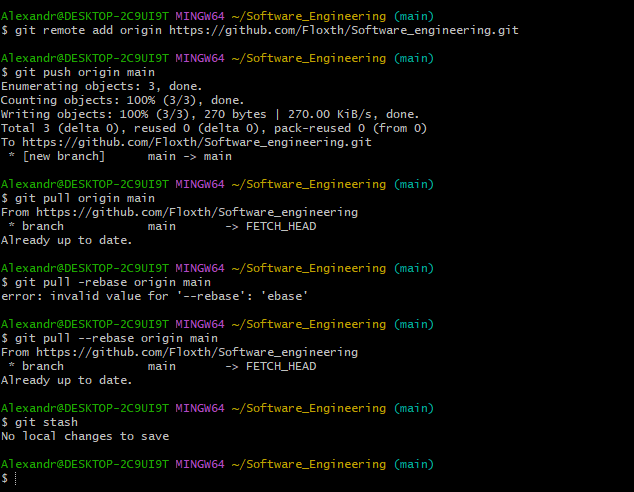 Alexandr@DESKTOP-2C9UI9T MINGW64 ~/Software_Engineering (main)
$ git remote add origin https://github.com/Floxth/Software_engineering.git
Alexandr@DESKTOP-2C9UI9T MINGW64 ~/Software_Engineering (main)
$ git push origin main
Enumerating objects: 3, done.
Counting objects: 100% (3/3), done.
Writing objects: 100% (3/3), 270 bytes | 270.00 KiB/s, done.
Total 3 (delta 0), reused 0 (delta 0), pack-reused 0 (from 0)
To https://github.com/Floxth/Software_engineering.git
 * [new branch]      main -> main
Alexandr@DESKTOP-2C9UI9T MINGW64 ~/Software_Engineering (main)
$ git pull origin main
From https://github.com/Floxth/Software_engineering
 * branch            main       -> FETCH_HEAD
Already up to date.
Alexandr@DESKTOP-2C9UI9T MINGW64 ~/Software_Engineering (main)
$ git pull -rebase origin main
error: invalid value for '--rebase': 'ebase'
Alexandr@DESKTOP-2C9UI9T MINGW64 ~/Software_Engineering (main)
$ git pull --rebase origin main
From https://github.com/Floxth/Software_engineering
 * branch            main       -> FETCH_HEAD
Already up to date.
Alexandr@DESKTOP-2C9UI9T MINGW64 ~/Software_Engineering (main)
$ git stash
No local changes to save
Alexandr@DESKTOP-2C9UI9T MINGW64 ~/Software_Engineering (main)
$